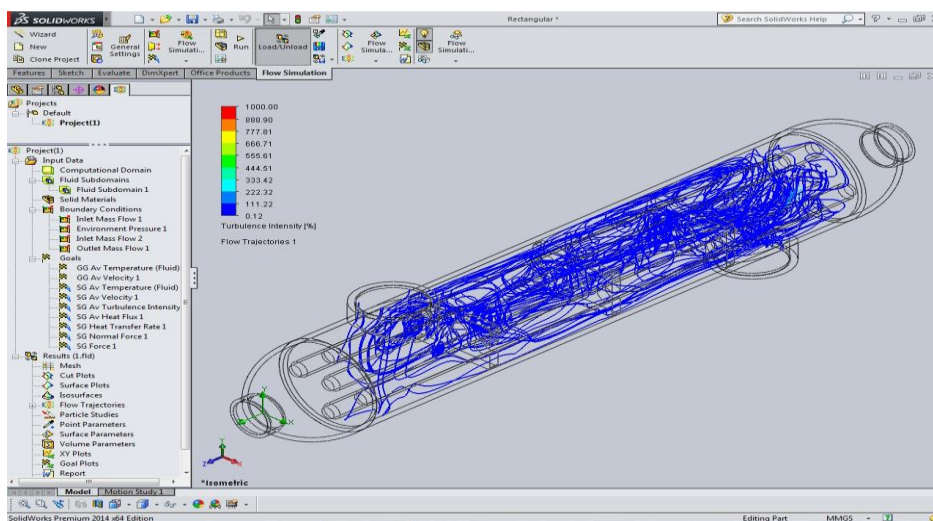 SOLIDWORKS
Rectangular *
Search SolidWorks Help
Wizard
New
Clone Project
General Settings
Flow Simulati...
Run
Load/Unload
Flow Simula...
Flow Simulati...
Features Sketch Evaluate DimXpert Office Products Flow Simulation
Projects
Default
Project(1)
Project(1)
Input Data
Computational Domain
Fluid Subdomains
Fluid Subdomain 1
Solid Materials
Boundary Conditions
Inlet Mass Flow 1
Environment Pressure 1
Inlet Mass Flow 2
Outlet Mass Flow 1
Goals
GG Av Temperature (Fluid)
GG Av Velocity 1
SG Av Temperature (Fluid)
SG Av Velocity 1
SG Av Turbulence Intensity
SG Av Heat Flux 1
SG Heat Transfer Rate 1
SG Normal Force 1
SG Force 1
Results (1.fld)
Mesh
Cut Plots
Surface Plots
Isosurfaces
Flow Trajectories
Particle Studies
Point Parameters
Surface Parameters
Volume Parameters
XY Plots
Goal Plots
Report
1000.00
888.90
777.81
666.71
555.61
444.51
333.42
222.32
111.22
0.12
Turbulence Intensity [%]
Flow Trajectories 1
Y
X
Y
Z
X
*Isometric
Model Motion Study 1
SolidWorks Premium 2014 x64 Edition
Editing Part
MMGS